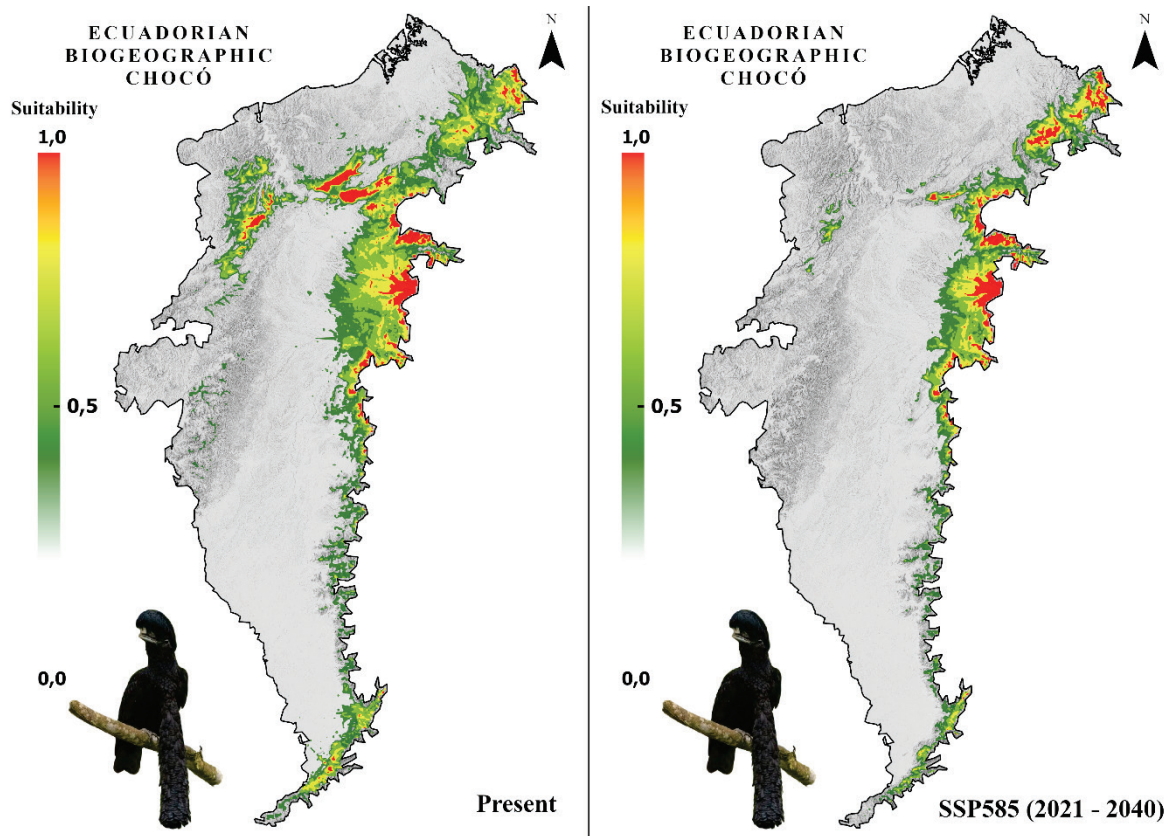 ECUADORIAN
BIOGEOGRAPHIC
CHOCÓ
N
Suitability
1,0
0,5
0,0
Present
ECUADORIAN
BIOGEOGRAPHIC
CHOCÓ
N
Suitability
1,0
0,5
0,0
SSP585 (2021 - 2040)